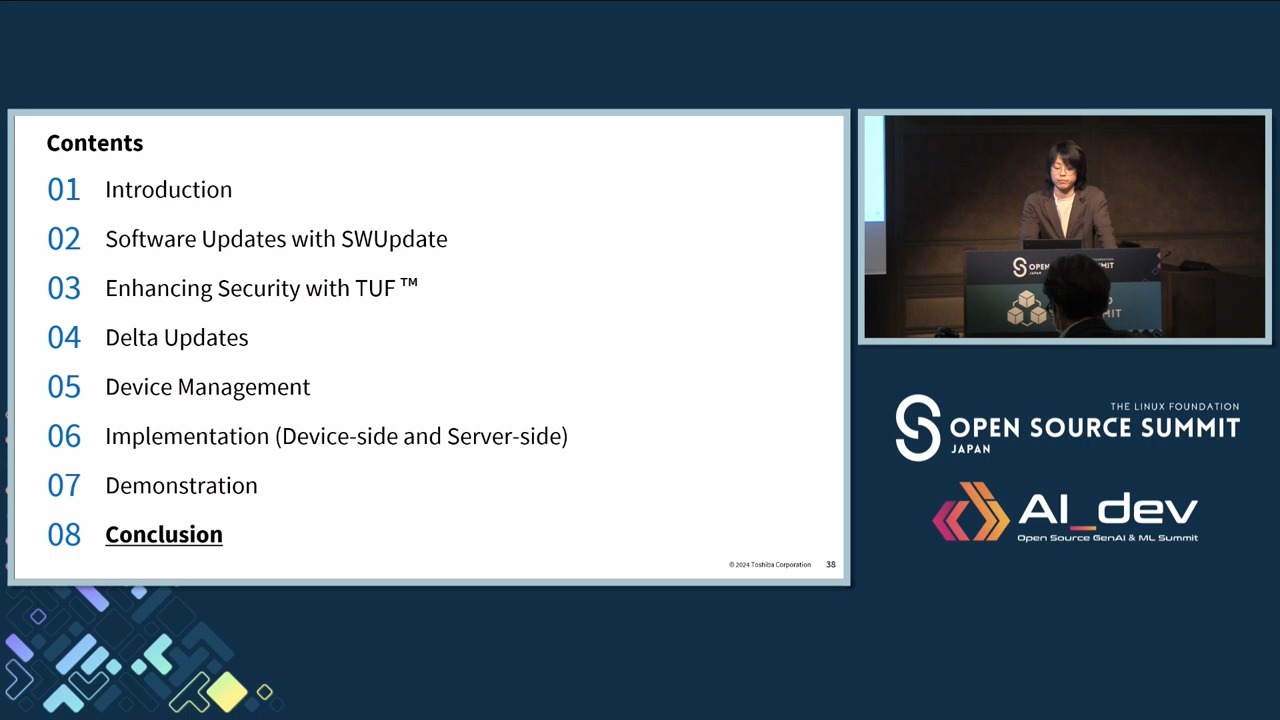 Contents
01 Introduction
02 Software Updates with SWUpdate
03 Enhancing Security with TUF™
04 Delta Updates
05 Device Management
06 Implementation (Device-side and Server-side)
07 Demonstration
08 Conclusion
© 2024 Toshiba Corporation 38
THE LINUX FOUNDATION
OPEN SOURCE SUMMIT
JAPAN
AI_dev
Open Source GenAI & ML Summit